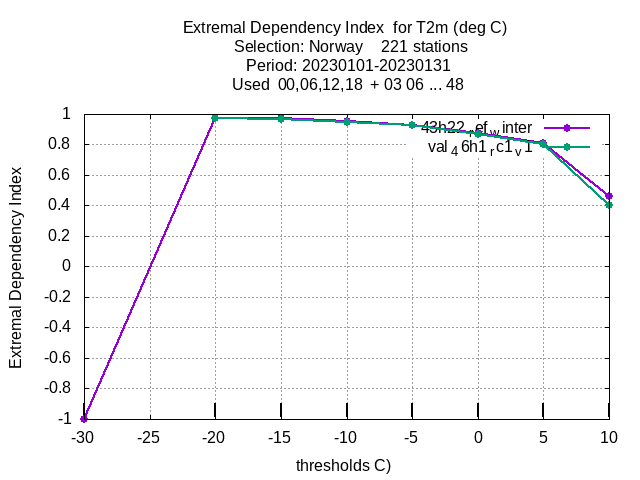 Extremal Dependency Index  for T2m (deg C)
Selection: Norway    221 stations
Period: 20230101-20230131
Used  00,06,12,18  + 03 06 ... 48
43h22_ref_winter
val_46h1_rc1_v1
Extremal Dependency Index
1
0.8
0.6
0.4
0.2
0
-0.2
-0.4
-0.6
-0.8
-1
-30 -25 -20 -15 -10 -5 0 5 10
thresholds C)